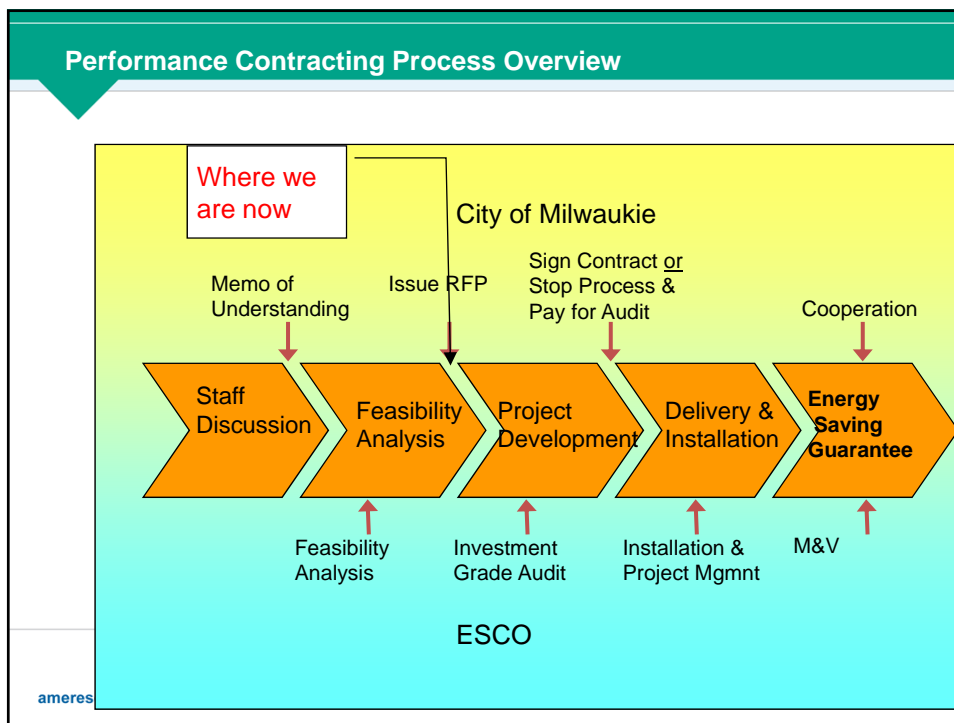 Performance Contracting Process Overview
Where we
are now
City of Milwaukie
Memo of
Understanding
Issue RFP
Sign Contract or
Stop Process &
Pay for Audit
Cooperation
Staff
Discussion
Feasibility
Analysis
Project
Development
Delivery &
Installation
Energy
Saving
Guarantee
Feasibility
Analysis
Investment
Grade Audit
Installation &
Project Mgmnt
M&V
ESCO
ameres